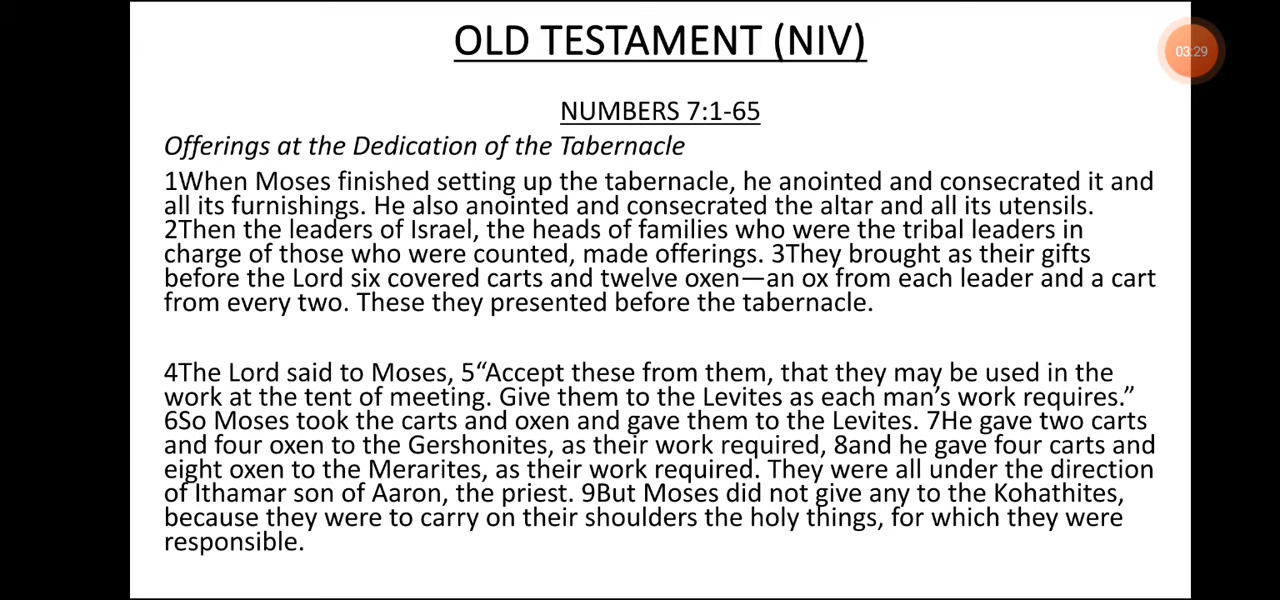 OLD TESTAMENT (NIV)
03:29
NUMBERS 7:1-65
Offerings at the Dedication of the Tabernacle
1When Moses finished setting up the tabernacle, he anointed and consecrated it and
all its furnishings. He also anointed and consecrated the altar and all its utensils.
2Then the leaders of Israel, the heads of families who were the tribal leaders in
charge of those who were counted, made offerings. 3They brought as their gifts
before the Lord six covered carts and twelve oxen—an ox from each leader and a cart
from every two. These they presented before the tabernacle.
4The Lord said to Moses, 5“Accept these from them, that they may be used in the
work at the tent of meeting. Give them to the Levites as each man’s work requires.”
6So Moses took the carts and oxen and gave them to the Levites. 7He gave two carts
and four oxen to the Gershonites, as their work required, 8and he gave four carts and
eight oxen to the Merarites, as their work required. They were all under the direction
of Ithamar son of Aaron, the priest. 9But Moses did not give any to the Kohathites,
because they were to carry on their shoulders the holy things, for which they were
responsible.